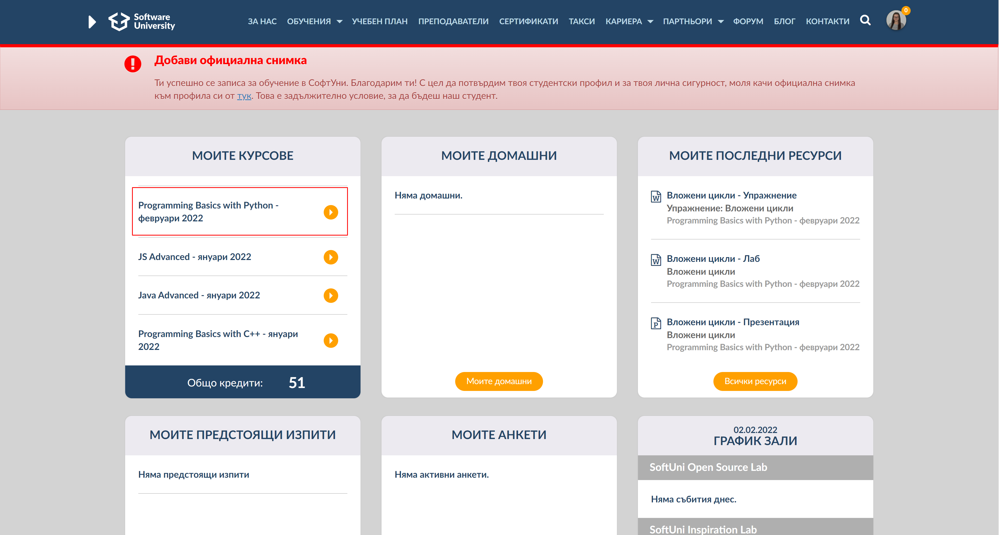 Software
University
ЗА НАС ОБУЧЕНИЯ УЧЕБЕН ПЛАН ПРЕПОДАВАТЕЛИ СЕРТИФИКАТИ ТАКСИ КАРИЕРА ПАРТНЬОРИ ФОРУМ БЛОГ КОНТАКТИ 0
Добави официална снимка
Ти успешно се записа за обучение в СофтУни. Благодарим ти! С цел да потвърдим твоя студентски профил и за твоя лична сигурност, моля качи официална снимка
към профила си от тук. Това е задължително условие, за да бъдеш наш студент.
МОИТЕ КУРСОВЕ
Programming Basics with Python -
февруари 2022
JS Advanced - януари 2022
Java Advanced - януари 2022
Programming Basics with C++ - януари
2022
Общо кредити: 51
МОИТЕ ДОМАШНИ
Няма домашни.
Моите домашни
МОИТЕ ПОСЛЕДНИ РЕСУРСИ
W
Вложени цикли - Упражнение
Упражнение: Вложени цикли
Programming Basics with Python - февруари 2022
W
Вложени цикли - Лаб
Вложени цикли
Programming Basics with Python - февруари 2022
P
Вложени цикли - Презентация
Вложени цикли
Programming Basics with Python - февруари 2022
Всички ресурси
МОИТЕ ПРЕДСТОЯЩИ ИЗПИТИ
Няма предстоящи изпити
МОИТЕ АНКЕТИ
Няма активни анкети.
02.02.2022
ГРАФИК ЗАЛИ
SoftUni Open Source Lab
Няма събития днес.
SoftUni Inspiration Lab